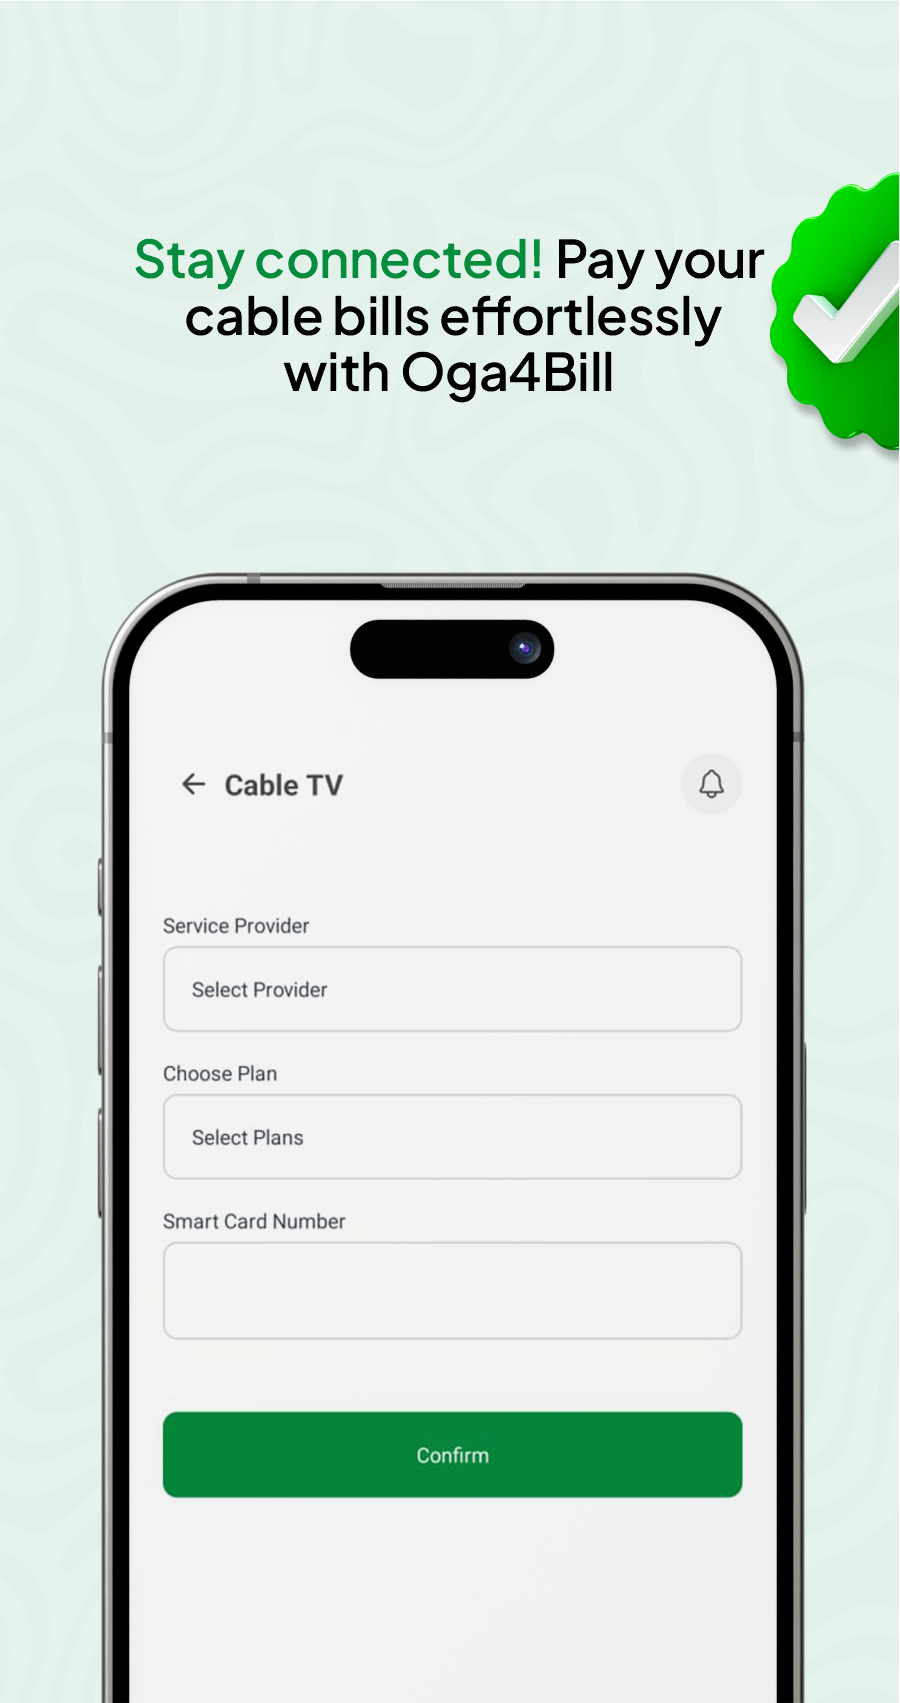 Stay connected! Pay your
cable bills effortlessly
with Oga4Bill
Cable TV
Service Provider
Select Provider
Choose Plan
Select Plans
Smart Card Number
Confirm